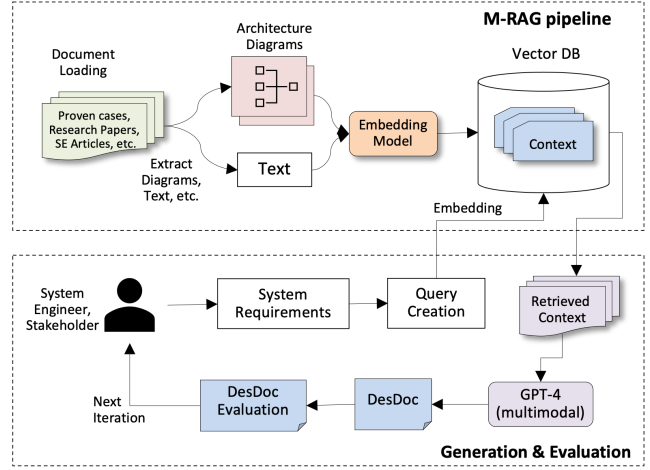 M-RAG pipeline
Document
Loading
Architecture
Diagrams
Vector DB
Proven cases,
Research Papers,
SE Articles, etc.
Extract
Diagrams,
Text, etc.
Text
Embedding
Model
Context
Embedding
System
Engineer,
Stakeholder
System
Requirements
Query
Creation
Retrieved
Context
GPT-4
(multimodal)
DesDoc
DesDoc
Evaluation
Next
Iteration
Generation & Evaluation